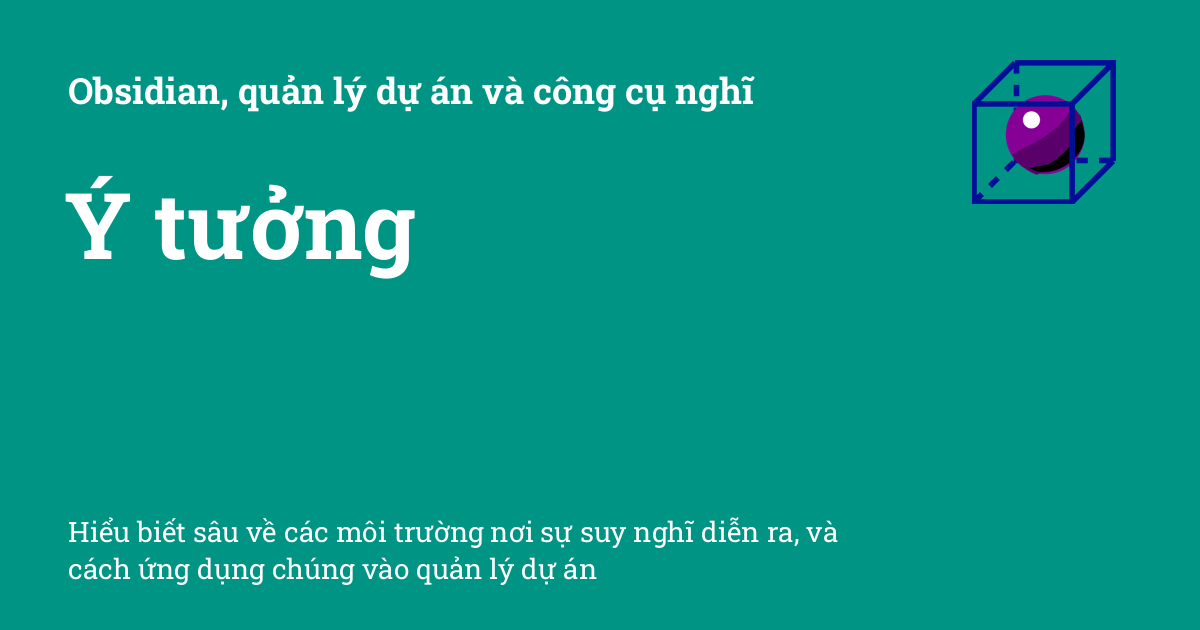 Obsidian, quản lý dự án và công cụ nghĩ
Ý tưởng
Hiểu biết sâu về các môi trường nơi sự suy nghĩ diễn ra, và
cách ứng dụng chúng vào quản lý dự án